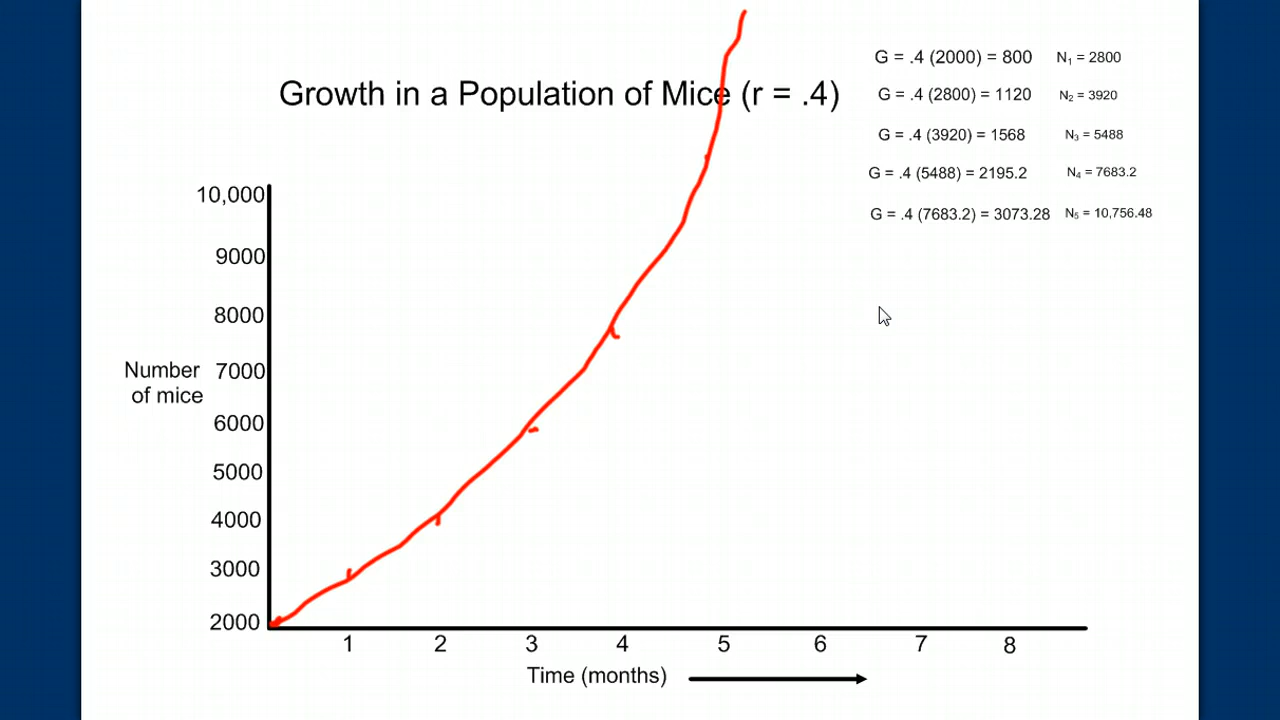 G = .4 (2000) = 800 N₁ = 2800
Growth in a Population of Mice (r = .4)
G = .4 (2800) = 1120 N₂ = 3920
G = .4 (3920) = 1568 N₃ = 5488
G = .4 (5488) = 2195.2 N₄ = 7683.2
G = .4 (7683.2) = 3073.28 N₅ = 10,756.48
10,000
9000
8000
7000
Number
of mice
6000
5000
4000
3000
2000
1 2 3 4 5 6 7 8
Time (months)